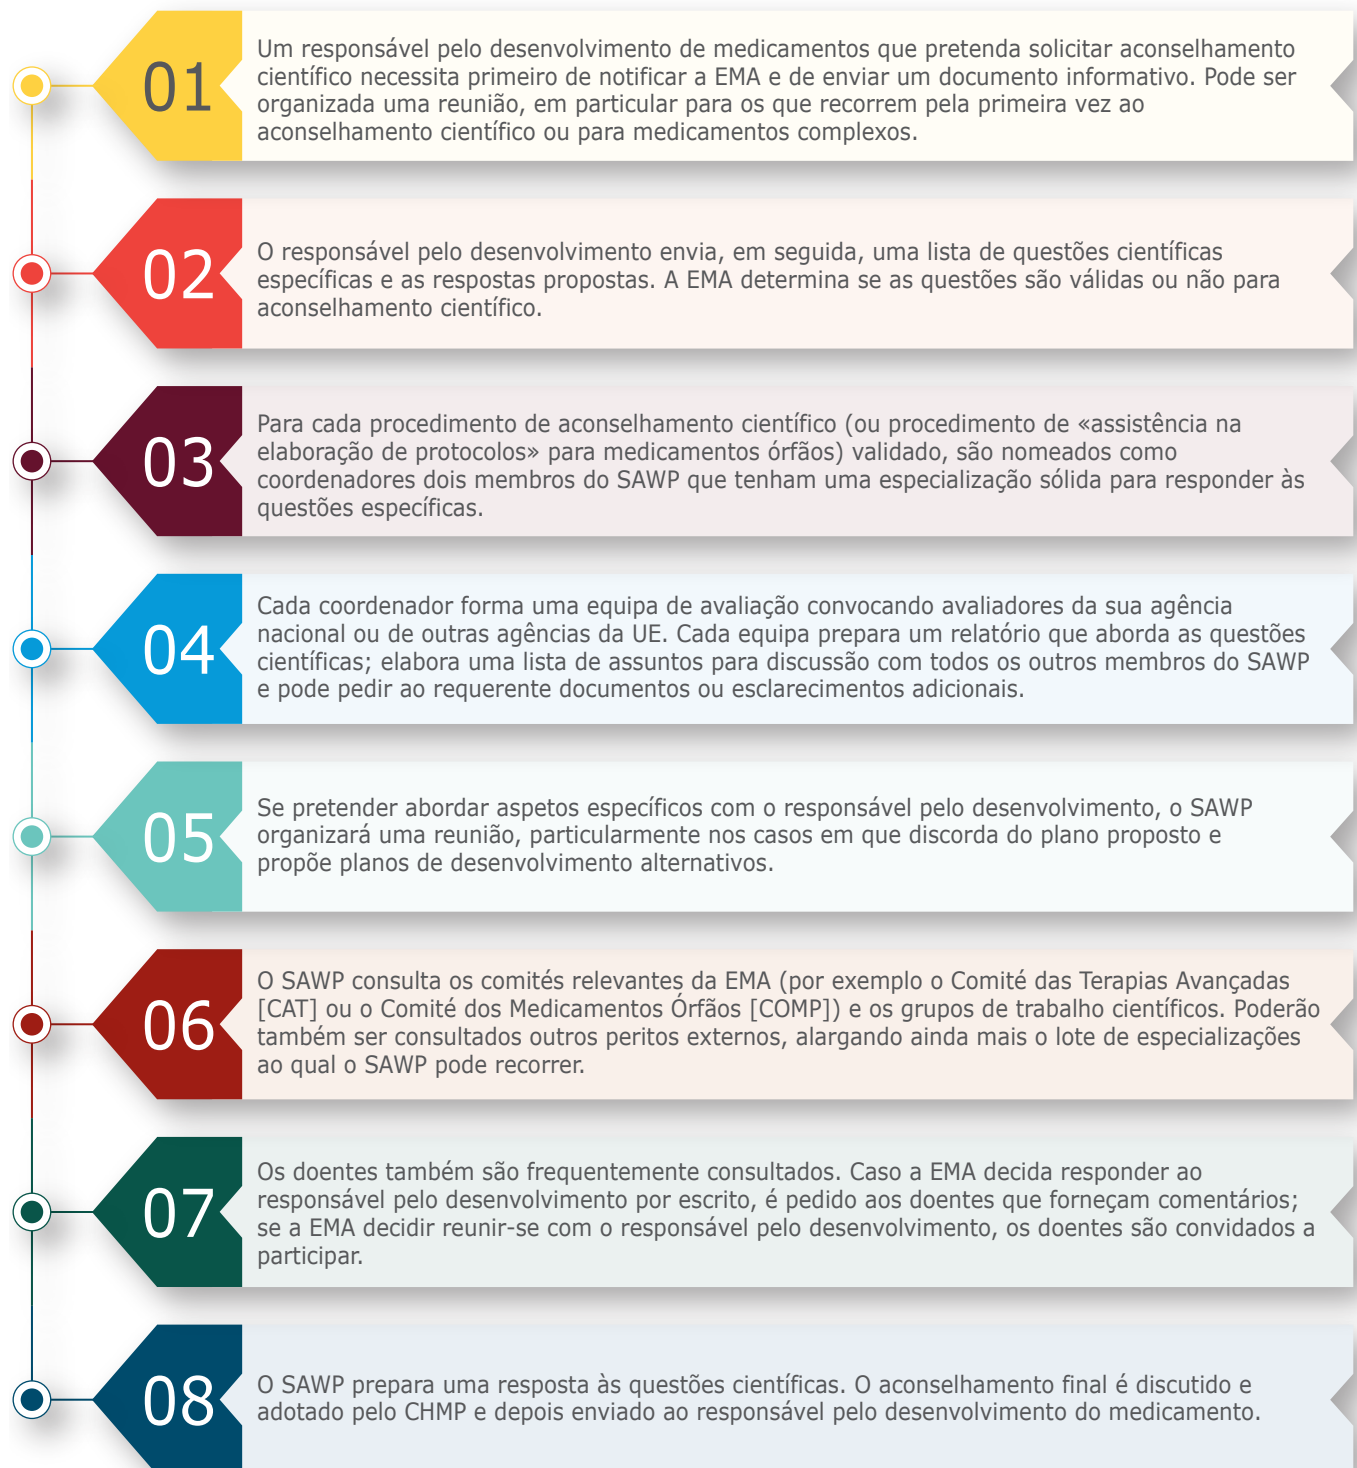 01
Um responsável pelo desenvolvimento de medicamentos que pretenda solicitar aconselhamento
científico necessita primeiro de notificar a EMA e de enviar um documento informativo. Pode ser
organizada uma reunião, em particular para os que recorrem pela primeira vez ao
aconselhamento científico ou para medicamentos complexos.
02
O responsável pelo desenvolvimento envia, em seguida, uma lista de questões científicas
específicas e as respostas propostas. A EMA determina se as questões são válidas ou não para
aconselhamento científico.
03
Para cada procedimento de aconselhamento científico (ou procedimento de «assistência na
elaboração de protocolos» para medicamentos órfãos) validado, são nomeados como
coordenadores dois membros do SAWP que tenham uma especialização sólida para responder às
questões específicas.
04
Cada coordenador forma uma equipa de avaliação convocando avaliadores da sua agência
nacional ou de outras agências da UE. Cada equipa prepara um relatório que aborda as questões
científicas; elabora uma lista de assuntos para discussão com todos os outros membros do SAWP
e pode pedir ao requerente documentos ou esclarecimentos adicionais.
05
Se pretender abordar aspetos específicos com o responsável pelo desenvolvimento, o SAWP
organizará uma reunião, particularmente nos casos em que discorda do plano proposto e
propõe planos de desenvolvimento alternativos.
06
O SAWP consulta os comités relevantes da EMA (por exemplo o Comité das Terapias Avançadas
[CAT] ou o Comité dos Medicamentos Órfãos [COMP]) e os grupos de trabalho científicos. Poderão
também ser consultados outros peritos externos, alargando ainda mais o lote de especializações
ao qual o SAWP pode recorrer.
07
Os doentes também são frequentemente consultados. Caso a EMA decida responder ao
responsável pelo desenvolvimento por escrito, é pedido aos doentes que forneçam comentários;
se a EMA decidir reunir-se com o responsável pelo desenvolvimento, os doentes são convidados a
participar.
08
O SAWP prepara uma resposta às questões científicas. O aconselhamento final é discutido e
adotado pelo CHMP e depois enviado ao responsável pelo desenvolvimento do medicamento.